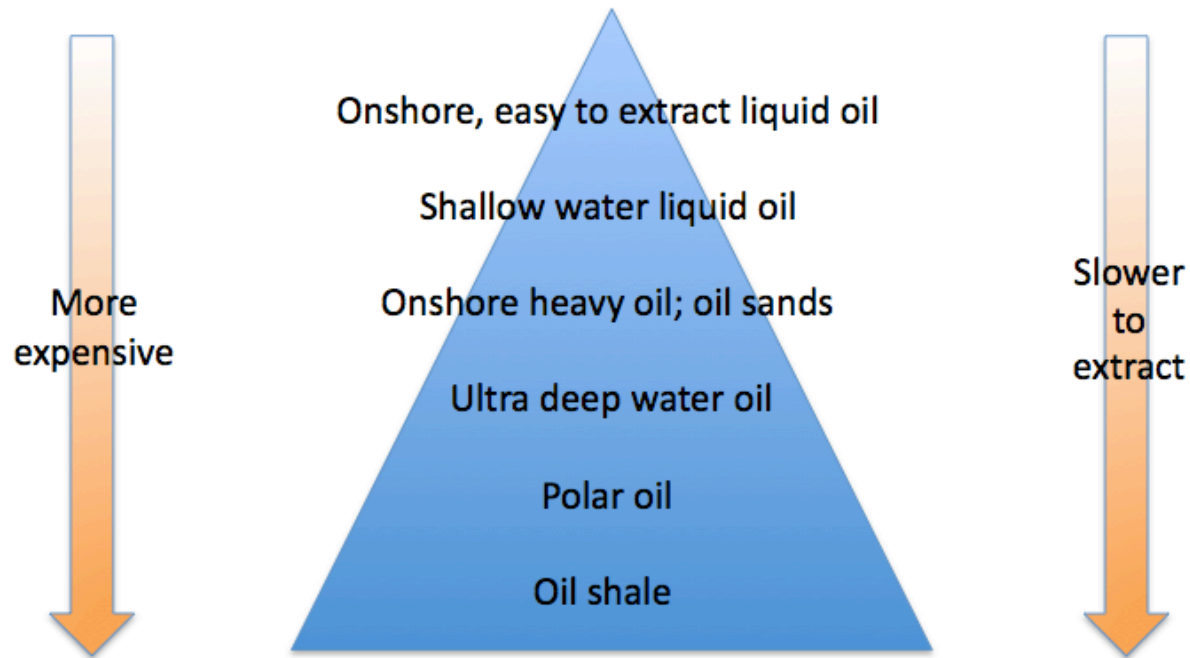 Onshore, easy to extract liquid oil
Shallow water liquid oil
Onshore heavy oil; oil sands
Ultra deep water oil
Polar oil
Oil shale
More
expensive
Slower
to
extract